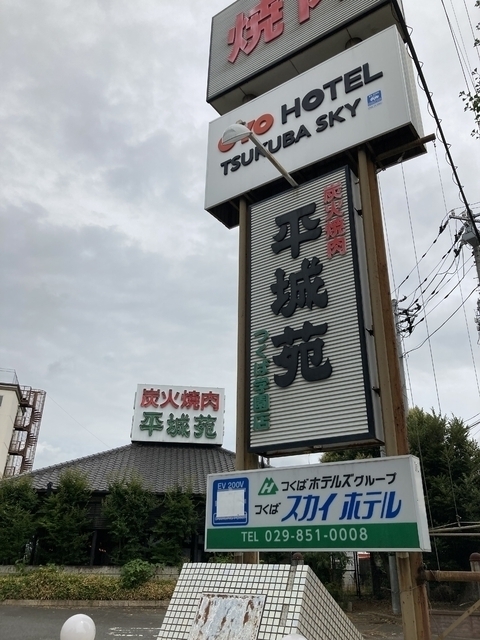 焼肉
OYO HOTEL
TSUKUBA SKY
炭火焼肉
平城苑
つくば学園店
炭火焼肉
平城苑
EV 200V
つくばホテルズグループ
つくば スカイホテル
TEL 029-851-0008